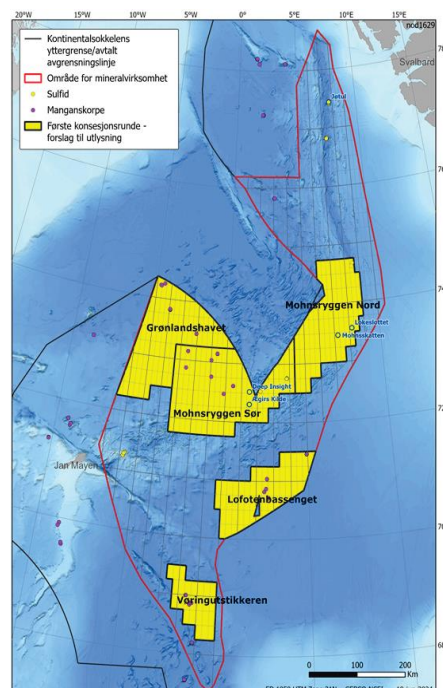 20°W 15°W 10°W 5°W 0° 5°E 10°E 15°E
nod1629
Kontinentalsokkelens
yttergrense/avtalt
avgrensningslinje
Område for mineralvirksomhet
Sulfid
Manganskorpe
Første konsesjonsrunde -
forslag til utlysning
Svalbard
Jøtul
Mohnsryggen Nord
Lokeslottet
Mohnsskatten
Grønlandshavet
Deep Insight
Ægirs Kilde
Mohnsryggen Sør
Jan Mayen
Lofotenbassenget
Vøringutstikkeren
0 100 200
Km